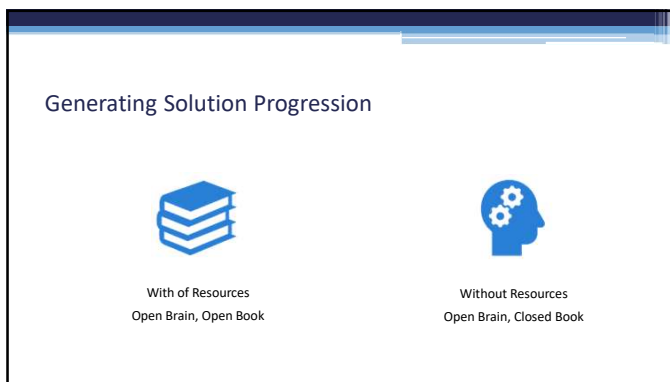 Generating Solution Progression
With of Resources
Open Brain, Open Book
Without Resources
Open Brain, Closed Book